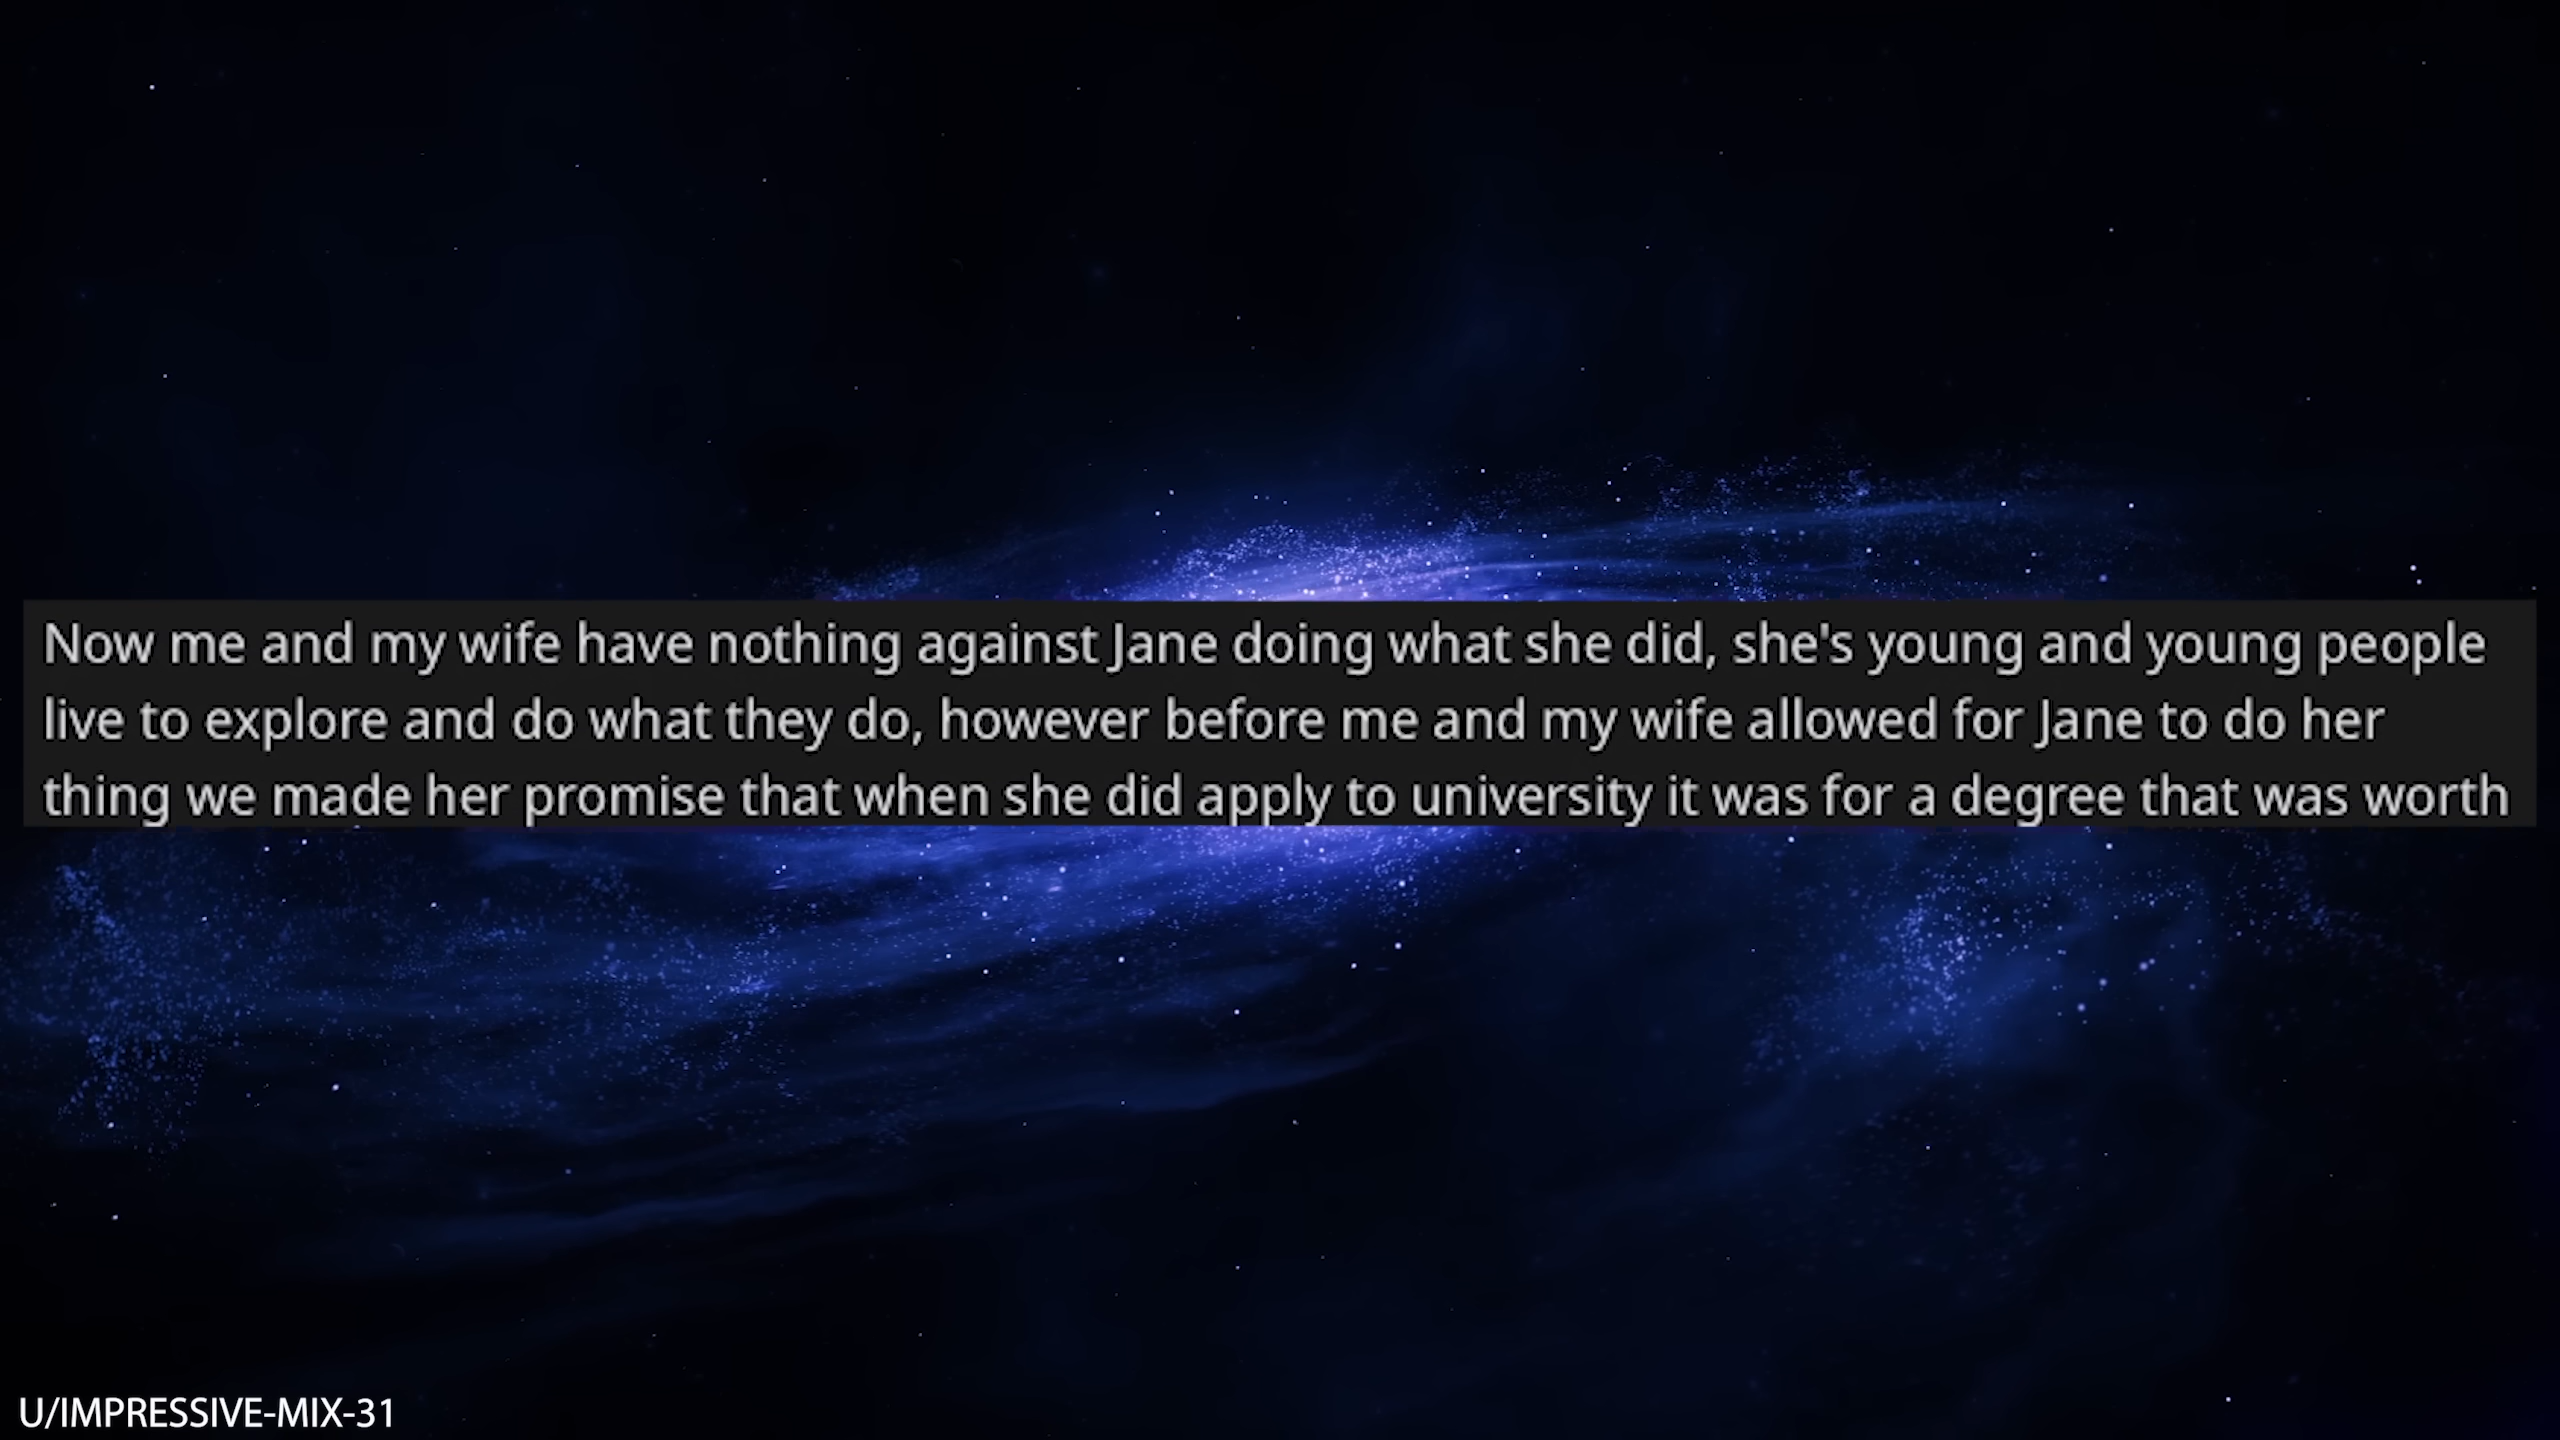 Now me and my wife have nothing against Jane doing what she did, she's young and young people
live to explore and do what they do, however before me and my wife allowed for Jane to do her
thing we made her promise that when she did apply to university it was for a degree that was worth
U/IMPRESSIVE-MIX-31